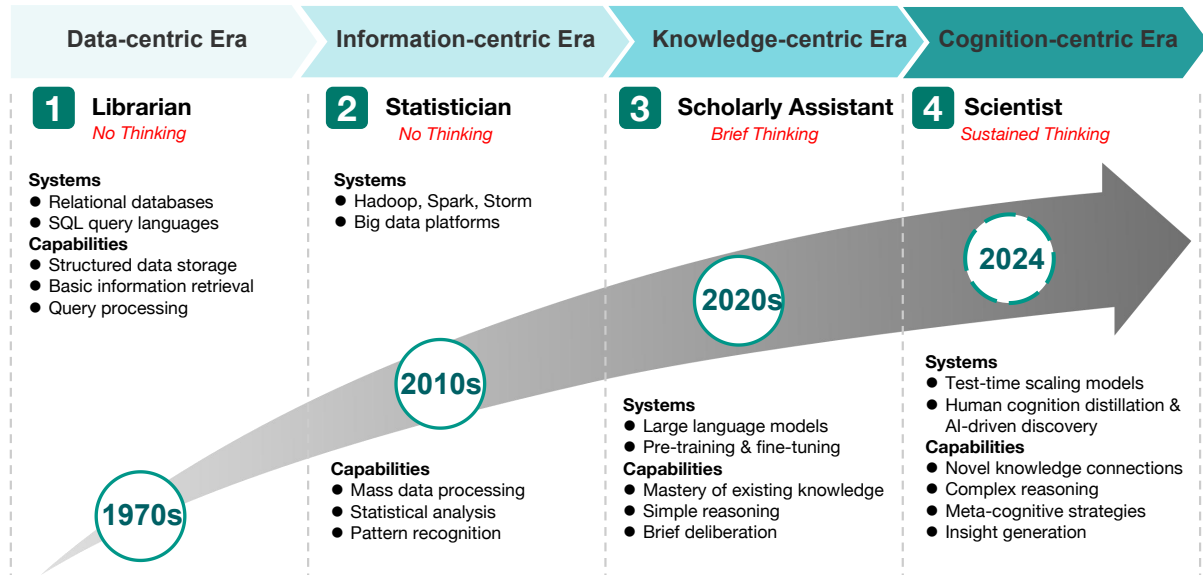 Data-centric Era
Information-centric Era
Knowledge-centric Era
Cognition-centric Era
1
Librarian
No Thinking
Systems
● Relational databases
● SQL query languages
Capabilities
● Structured data storage
● Basic information retrieval
● Query processing
1970s
2
Statistician
No Thinking
Systems
● Hadoop, Spark, Storm
● Big data platforms
2010s
Capabilities
● Mass data processing
● Statistical analysis
● Pattern recognition
3
Scholarly Assistant
Brief Thinking
2020s
Systems
● Large language models
● Pre-training & fine-tuning
Capabilities
● Mastery of existing knowledge
● Simple reasoning
● Brief deliberation
4
Scientist
Sustained Thinking
2024
Systems
● Test-time scaling models
● Human cognition distillation &
AI-driven discovery
Capabilities
● Novel knowledge connections
● Complex reasoning
● Meta-cognitive strategies
● Insight generation